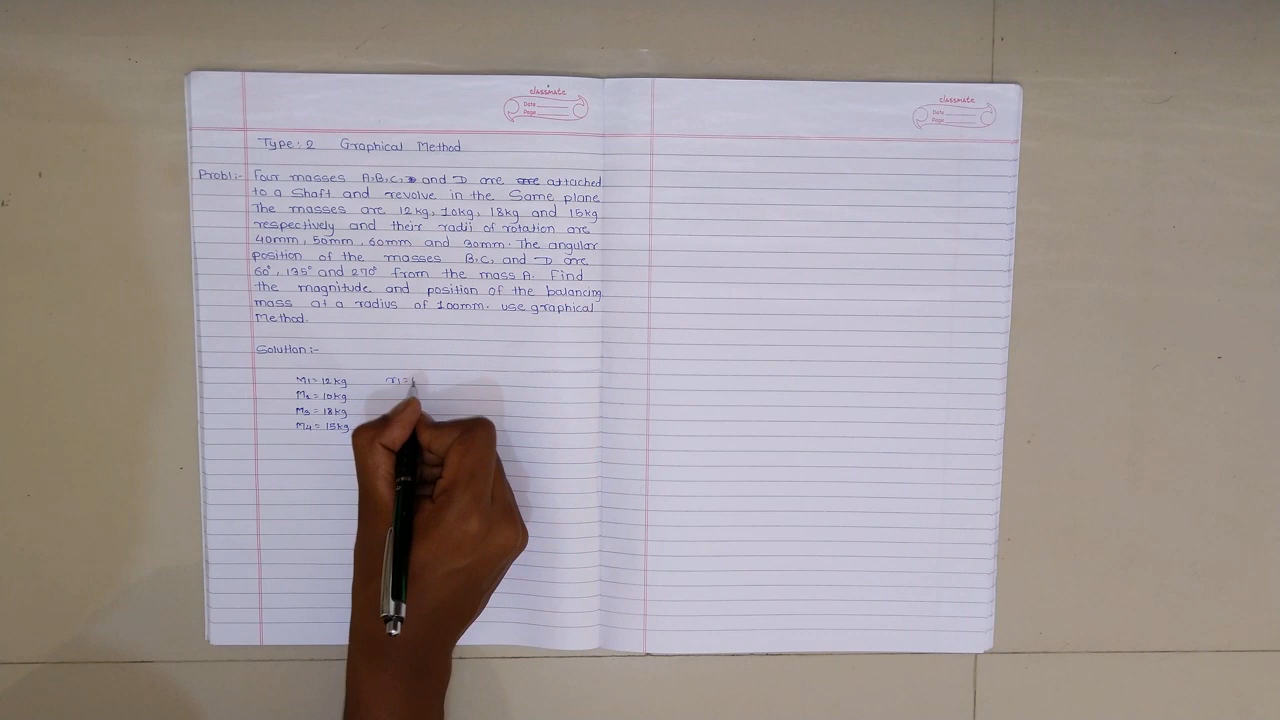 classmate
Date
Page
classmate
Date
Page
Type: 2 Graphical Method
Prob1:- Four masses A,B,C, and D are attached
to a shaft and revolve in the same plane
The masses are 12kg, 10kg, 18kg and 15kg
respectively and their radii of rotation are
40mm, 50mm, 60mm and 30mm. The angular
position of the masses B,C, and D are
60°, 135° and 270° from the mass A. Find
the magnitude and position of the balancing
mass at a radius of 100mm. use graphical
Method.
Solution:-
M1 = 12kg r1 =
M2 = 10kg
M3 = 18kg
M4 = 15kg